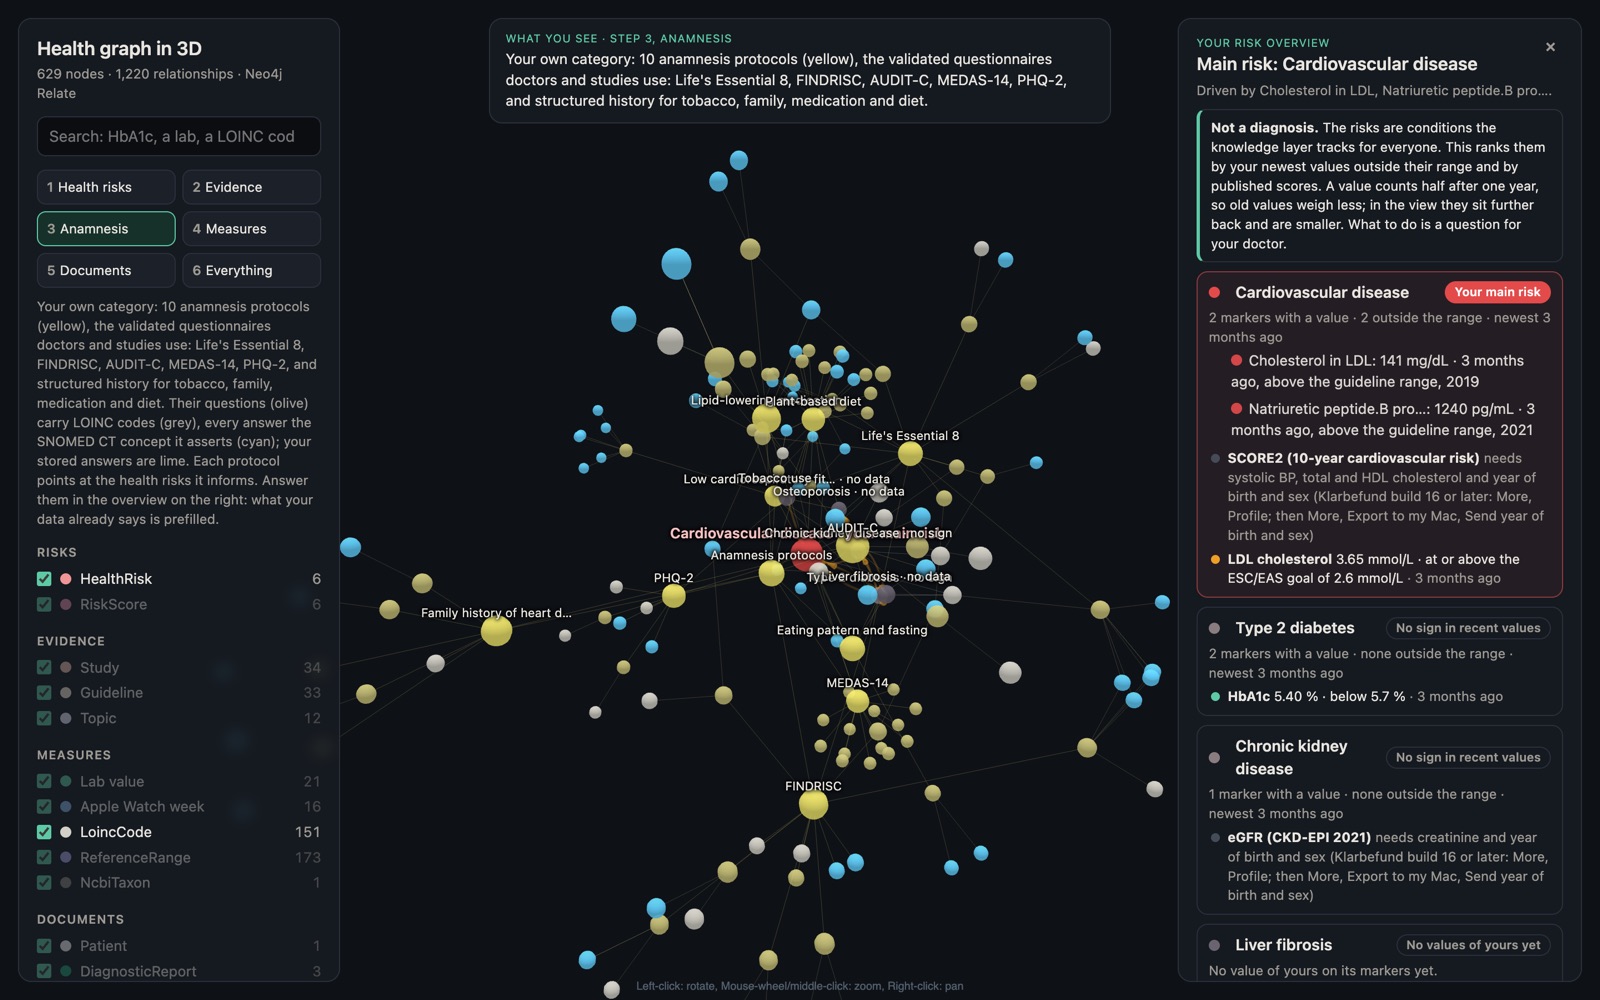 Health graph in 3D
629 nodes · 1,220 relationships · Neo4j
Relate
Search: HbA1c, a lab, a LOINC cod
1 Health risks
2 Evidence
3 Anamnesis
4 Measures
5 Documents
6 Everything
Your own category: 10 anamnesis protocols
(yellow), the validated questionnaires
doctors and studies use: Life's Essential 8,
FINDRISC, AUDIT-C, MEDAS-14, PHQ-2, and
structured history for tobacco, family,
medication and diet. Their questions (olive)
carry LOINC codes (grey), every answer the
SNOMED CT concept it asserts (cyan); your
stored answers are lime. Each protocol
points at the health risks it informs. Answer
them in the overview on the right: what your
data already says is prefilled.
RISKS
HealthRisk 6
RiskScore 6
EVIDENCE
Study 34
Guideline 33
Topic 12
MEASURES
Lab value 21
Apple Watch week 16
LoincCode 151
ReferenceRange 173
NcbiTaxon 1
DOCUMENTS
Patient 1
DiagnosticReport 3
WHAT YOU SEE · STEP 3, ANAMNESIS
Your own category: 10 anamnesis protocols (yellow), the validated questionnaires
doctors and studies use: Life's Essential 8, FINDRISC, AUDIT-C, MEDAS-14, PHQ-2,
and structured history for tobacco, family, medication and diet.
Plant-based diet
Life's Essential 8
Tobacco use
Osteoporosis · no data
AUDIT-C
Anamnesis protocols
Liver fibrosis · no data
PHQ-2
Family history of heart d...
Eating pattern and fasting
MEDAS-14
FINDRISC
Left-click: rotate, Mouse-wheel/middle-click: zoom, Right-click: pan
YOUR RISK OVERVIEW
×
Main risk: Cardiovascular disease
Driven by Cholesterol in LDL, Natriuretic peptide.B pro....
Not a diagnosis. The risks are conditions the
knowledge layer tracks for everyone. This ranks them
by your newest values outside their range and by
published scores. A value counts half after one year,
so old values weigh less; in the view they sit further
back and are smaller. What to do is a question for
your doctor.
Cardiovascular disease
Your main risk
2 markers with a value · 2 outside the range · newest 3
months ago
Cholesterol in LDL: 141 mg/dL · 3 months
ago, above the guideline range, 2019
Natriuretic peptide.B pro...: 1240 pg/mL · 3
months ago, above the guideline range, 2021
SCORE2 (10-year cardiovascular risk) needs
systolic BP, total and HDL cholesterol and year of
birth and sex (Klarbefund build 16 or later: More,
Profile; then More, Export to my Mac, Send year of
birth and sex)
LDL cholesterol 3.65 mmol/L · at or above the
ESC/EAS goal of 2.6 mmol/L · 3 months ago
Type 2 diabetes
No sign in recent values
2 markers with a value · none outside the range ·
newest 3 months ago
HbA1c 5.40 % · below 5.7 % · 3 months ago
Chronic kidney
disease
No sign in recent values
1 marker with a value · none outside the range ·
newest 3 months ago
eGFR (CKD-EPI 2021) needs creatinine and year
of birth and sex (Klarbefund build 16 or later: More,
Profile; then More, Export to my Mac, Send year of
birth and sex)
Liver fibrosis
No values of yours yet
No value of yours on its markers yet.